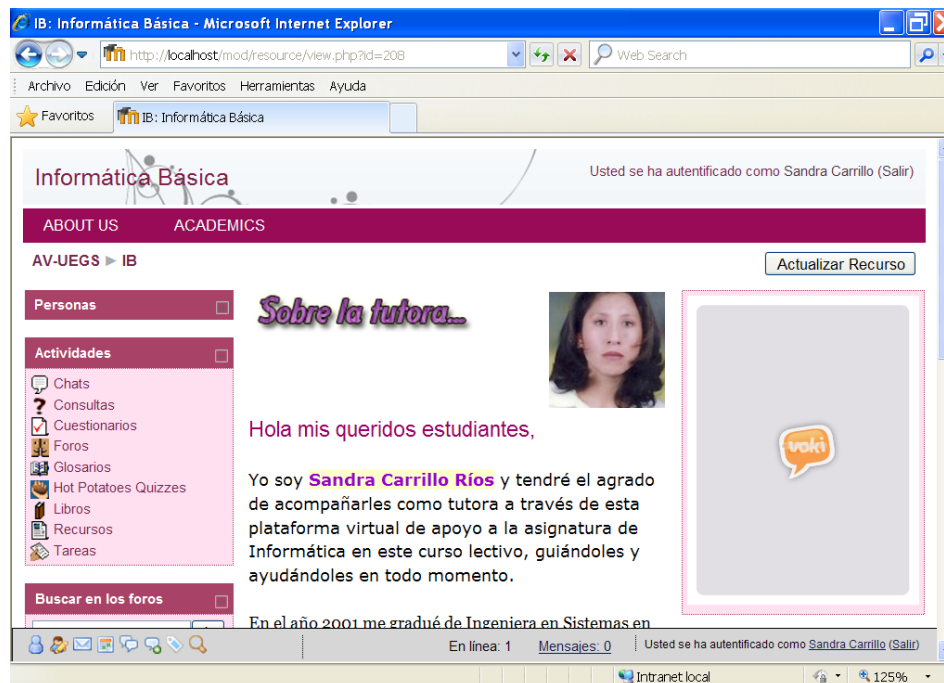 IB: Informática Básica - Microsoft Internet Explorer
http://localhost/mod/resource/view.php?id=208
Web Search
Archivo Edición Ver Favoritos Herramientas Ayuda
Favoritos IB: Informática Básica
Informática Básica
Usted se ha autentificado como Sandra Carrillo (Salir)
ABOUT US ACADEMICS
AV-UEGS ► IB
Actualizar Recurso
Personas
Actividades
Chats
Consultas
Cuestionarios
Foros
Glosarios
Hot Potatoes Quizzes
Libros
Recursos
Tareas
Buscar en los foros
Sobre la tutora...
Hola mis queridos estudiantes,
Yo soy Sandra Carrillo Ríos y tendré el agrado
de acompañarles como tutora a través de esta
plataforma virtual de apoyo a la asignatura de
Informática en este curso lectivo, guiándoles y
ayudándoles en todo momento.
En el año 2001 me gradué de Ingeniera en Sistemas en
voki
En línea: 1 Mensajes: 0 Usted se ha autentificado como Sandra Carrillo (Salir)
Intranet local 125%